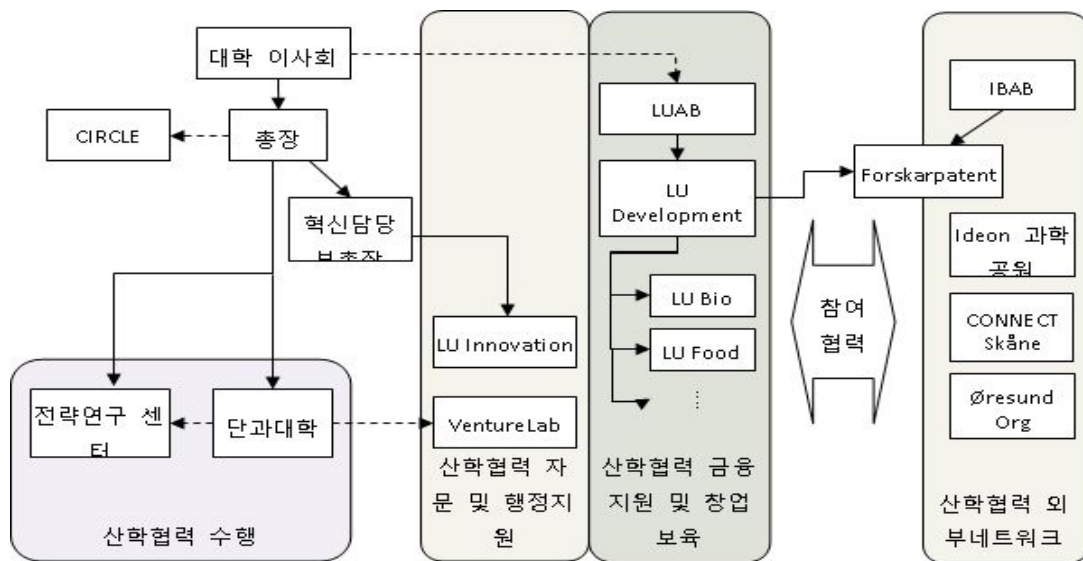 대학 이사회
총장
CIRCLE
혁신담당
부총장
LUAB
LU
Development
IBAB
Forskarpatent
Ideon 과학
공원
LU Bio
LU Food
⋮
참여
협력
CONNECT
Skåne
Øresund
Org
LU Innovation
VentureLab
전략연구 센
터
단과대학
산학협력 수행
산학협력 자
문 및 행정지
원
산학협력 금융
지원 및 창업
보육
산학협력 외
부네트워크